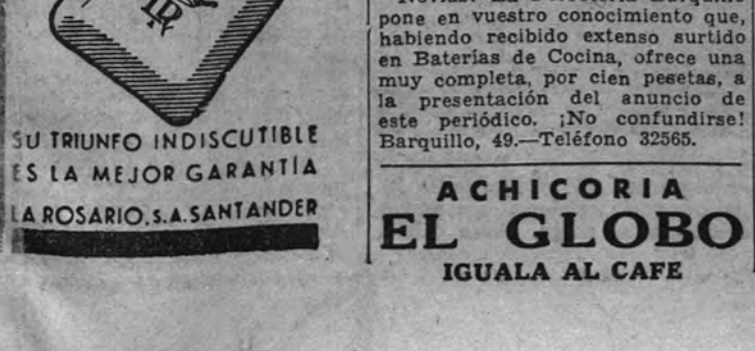 LR
SU TRIUNFO INDISCUTIBLE
ES LA MEJOR GARANTÍA
LA ROSARIO, S.A. SANTANDER
pone en vuestro conocimiento que,
habiendo recibido extenso surtido
en Baterías de Cocina, ofrece una
muy completa, por cien pesetas, a
la presentación del anuncio de
este periódico. ¡No confundirse!
Barquillo, 49.—Teléfono 32565.
ACHICORIA
EL GLOBO
IGUALA AL CAFE